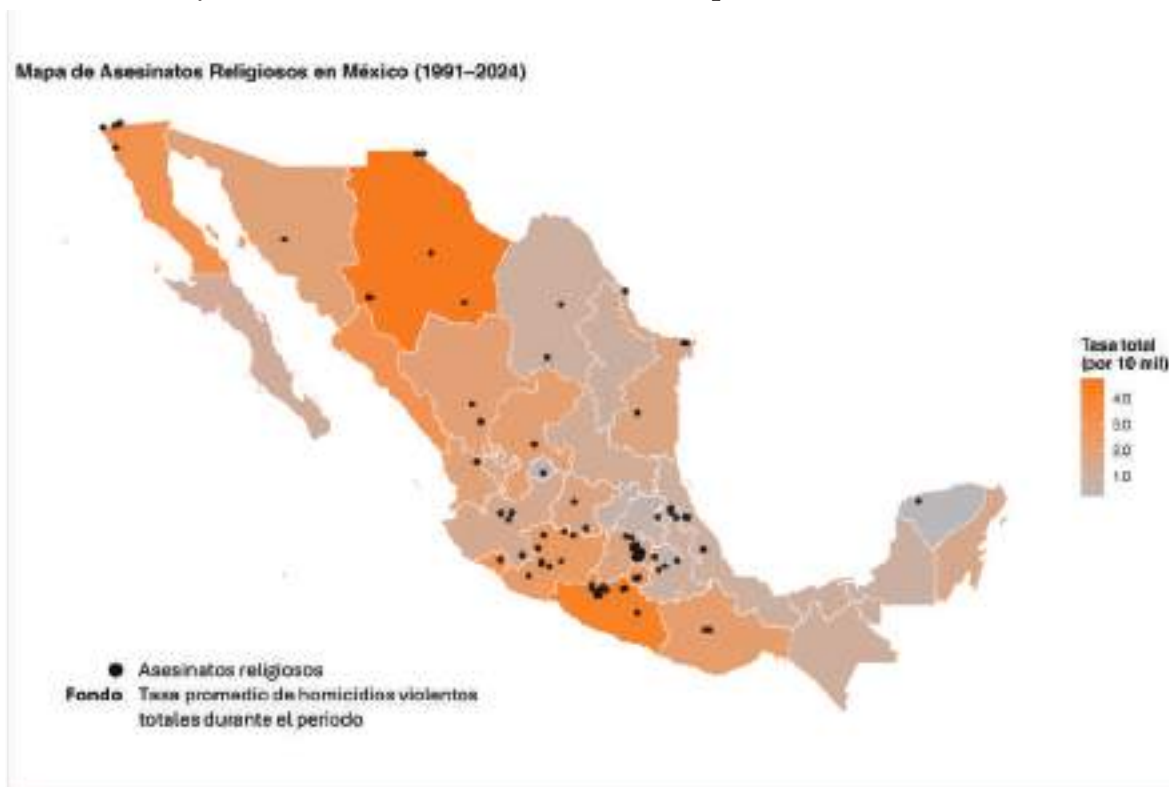 Mapa de Asesinatos Religiosos en México (1991–2024)
Tasa total
(por 10 mil)
4.0
3.0
2.0
1.0
Asesinatos religiosos
Fondo Tasa promedio de homicidios violentos
totales durante el periodo